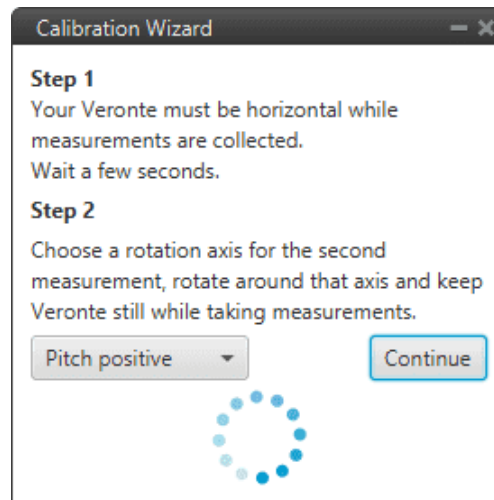 Calibration Wizard
Step 1
Your Veronte must be horizontal while
measurements are collected.
Wait a few seconds.
Step 2
Choose a rotation axis for the second
measurement, rotate around that axis and keep
Veronte still while taking measurements.
Pitch positive
Continue